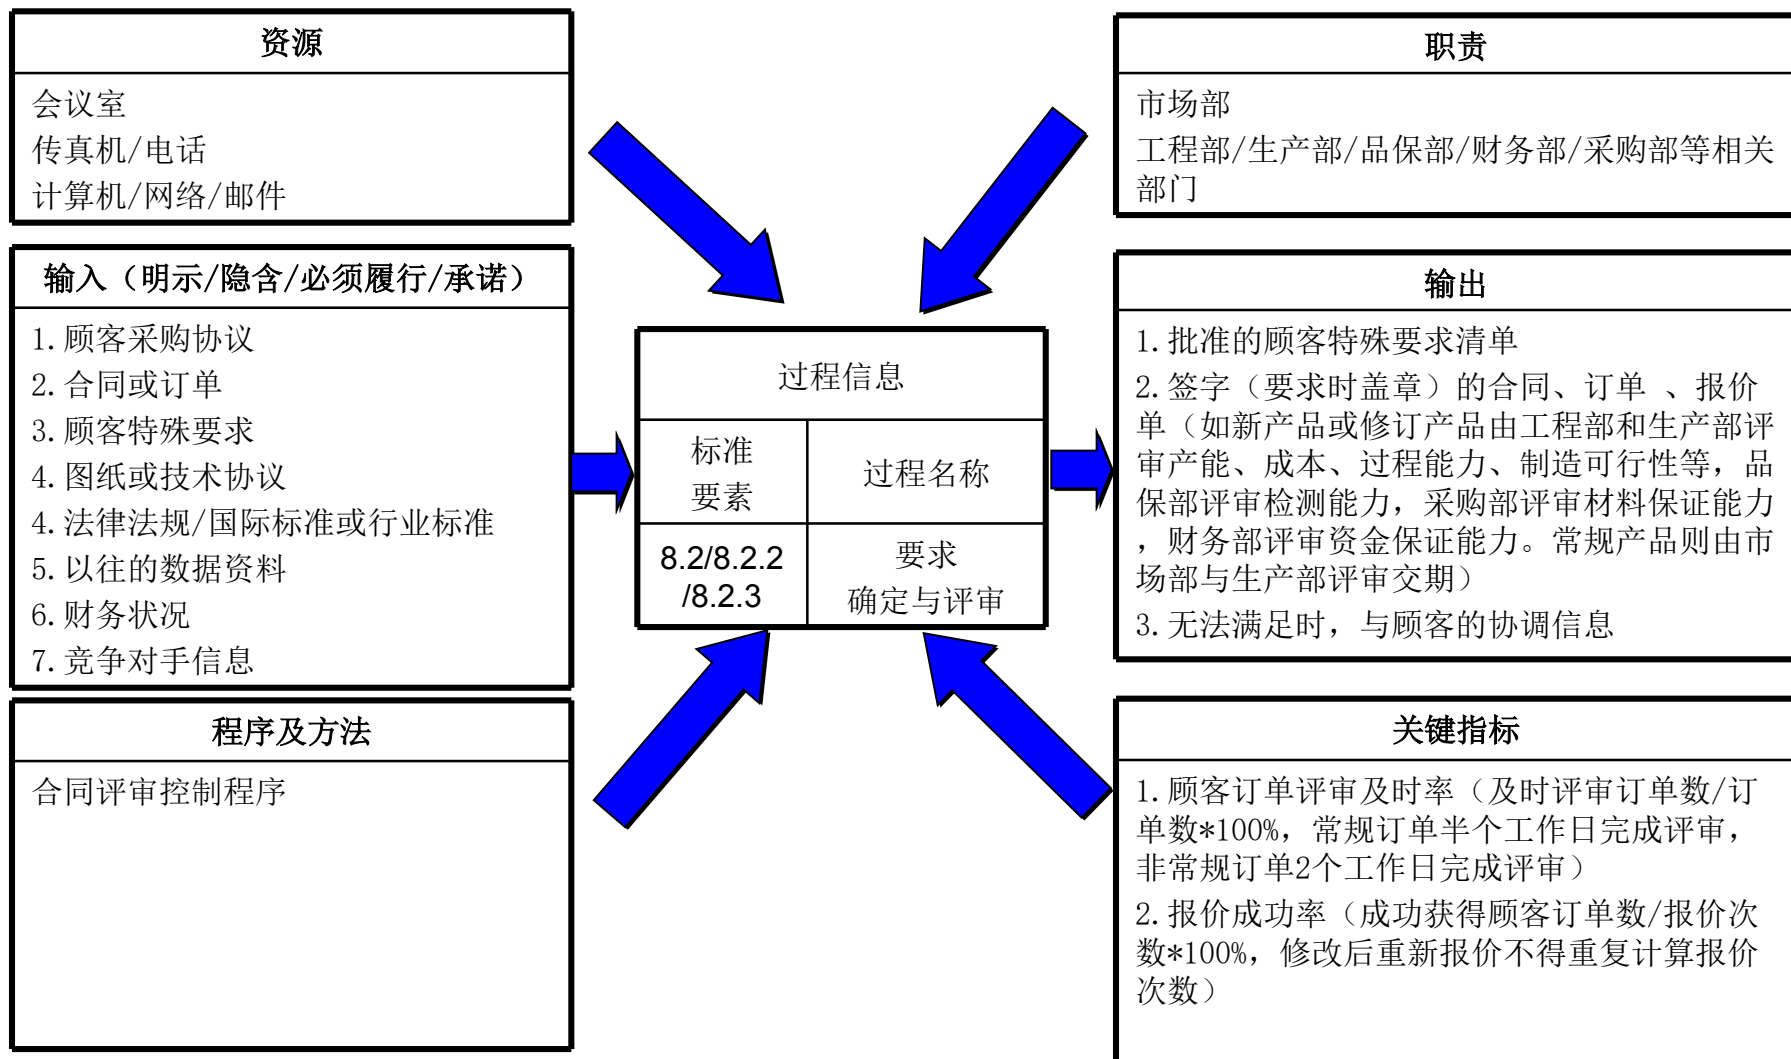 资源
会议室
传真机/电话
计算机/网络/邮件
职责
市场部
工程部/生产部/品保部/财务部/采购部等相关
部门
输入（明示/隐含/必须履行/承诺）
1.顾客采购协议
2.合同或订单
3.顾客特殊要求
4.图纸或技术协议
4.法律法规/国际标准或行业标准
5.以往的数据资料
6.财务状况
7.竞争对手信息
过程信息
标准
要素
过程名称
8.2/8.2.2
/8.2.3
要求
确定与评审
输出
1.批准的顾客特殊要求清单
2.签字（要求时盖章）的合同、订单 、报价
单（如新产品或修订产品由工程部和生产部评
审产能、成本、过程能力、制造可行性等，品
保部评审检测能力，采购部评审材料保证能力
，财务部评审资金保证能力。常规产品则由市
场部与生产部评审交期）
3.无法满足时，与顾客的协调信息
程序及方法
合同评审控制程序
关键指标
1.顾客订单评审及时率（及时评审订单数/订
单数*100%，常规订单半个工作日完成评审，
非常规订单2个工作日完成评审）
2.报价成功率（成功获得顾客订单数/报价次
数*100%，修改后重新报价不得重复计算报价
次数）